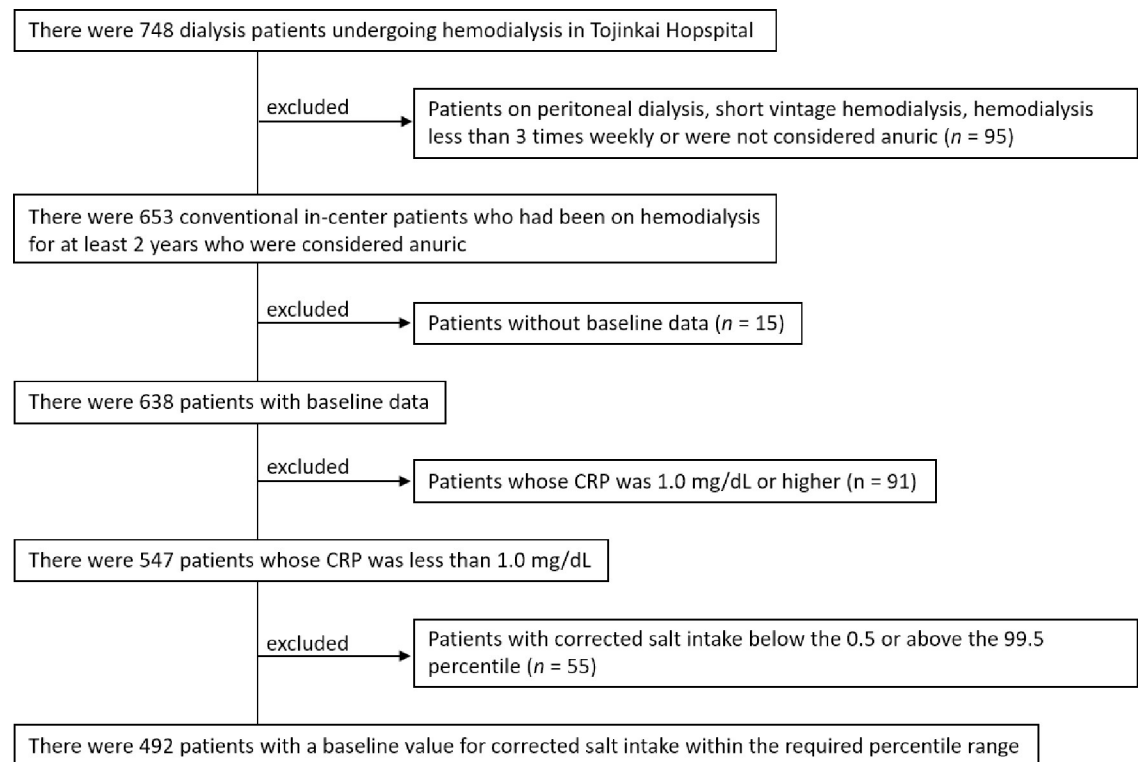 There were 748 dialysis patients undergoing hemodialysis in Tojinkai Hopspital
excluded
Patients on peritoneal dialysis, short vintage hemodialysis, hemodialysis
less than 3 times weekly or were not considered anuric (n = 95)
There were 653 conventional in-center patients who had been on hemodialysis
for at least 2 years who were considered anuric
excluded
Patients without baseline data (n = 15)
There were 638 patients with baseline data
excluded
Patients whose CRP was 1.0 mg/dL or higher (n = 91)
There were 547 patients whose CRP was less than 1.0 mg/dL
excluded
Patients with corrected salt intake below the 0.5 or above the 99.5
percentile (n = 55)
There were 492 patients with a baseline value for corrected salt intake within the required percentile range